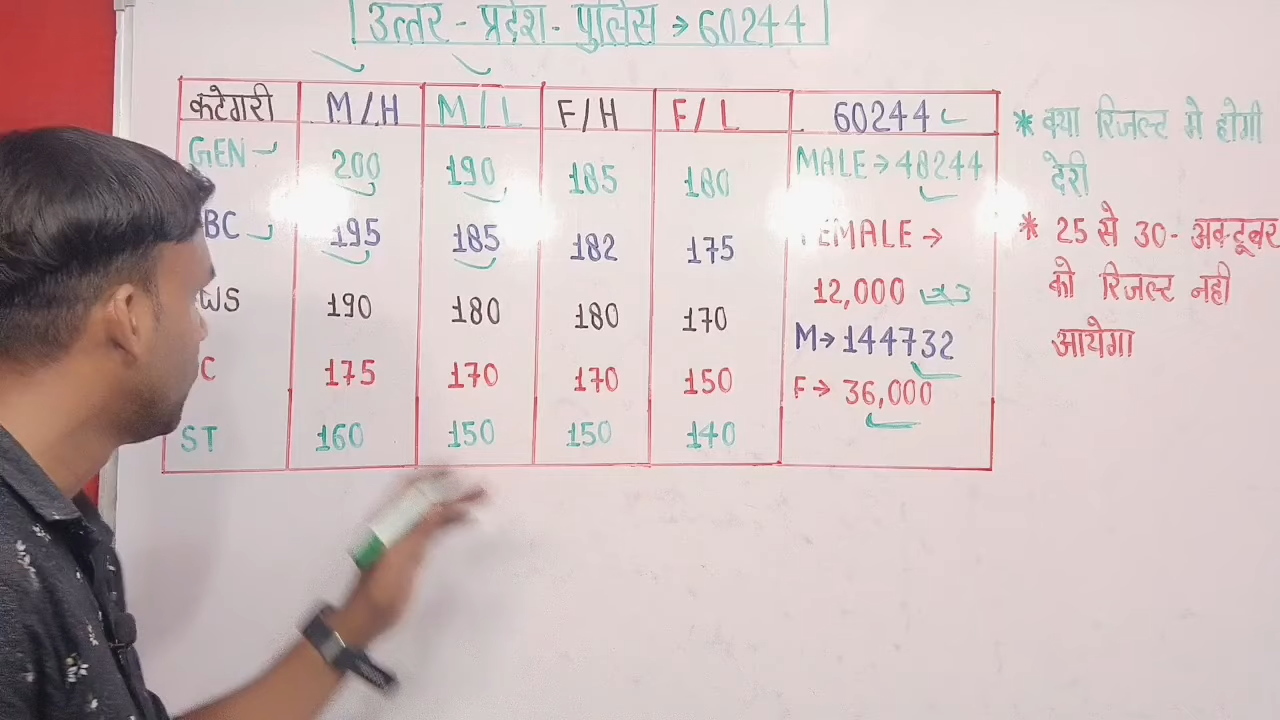 उत्तर - प्रदेश - पुलिस → 60244
कटेगरी M/H M/L F/H F/L 60244
GEN 200 190 185 180 MALE → 48244
BC 195 185 182 175 EMALE →
WS 190 180 180 170 12,000 x3
C 175 170 170 150 M → 144732
ST 160 150 150 140 F → 36,000
* क्या रिजल्ट मे होगी
देरी
* 25 से 30 - अक्टूबर
को रिजल्ट नही
आयेगा